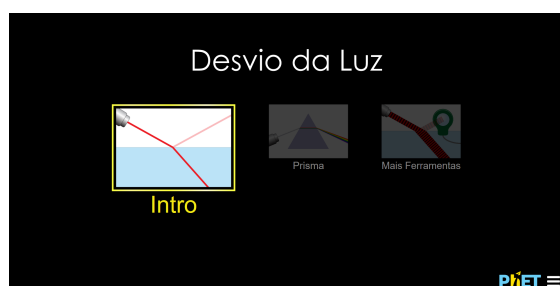 Desvio da Luz
Intro
Prisma
Mais Ferramentas
PhET